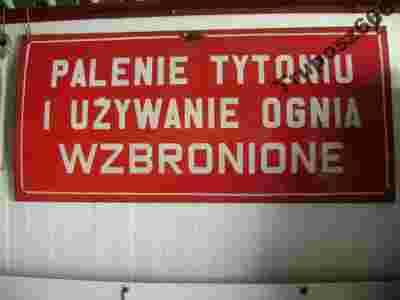 PALENIE TYTONIU
I UŻYWANIE OGNIA
WZBRONIONE